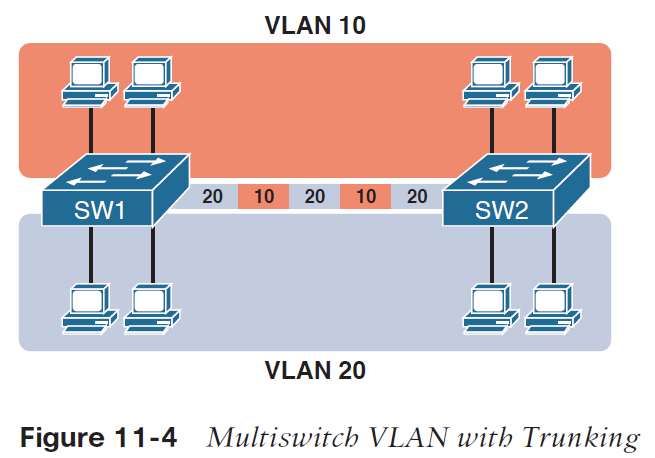 VLAN 10
SW1
20 10 20 10 20
SW2
VLAN 20
Figure 11-4 Multiswitch VLAN with Trunking